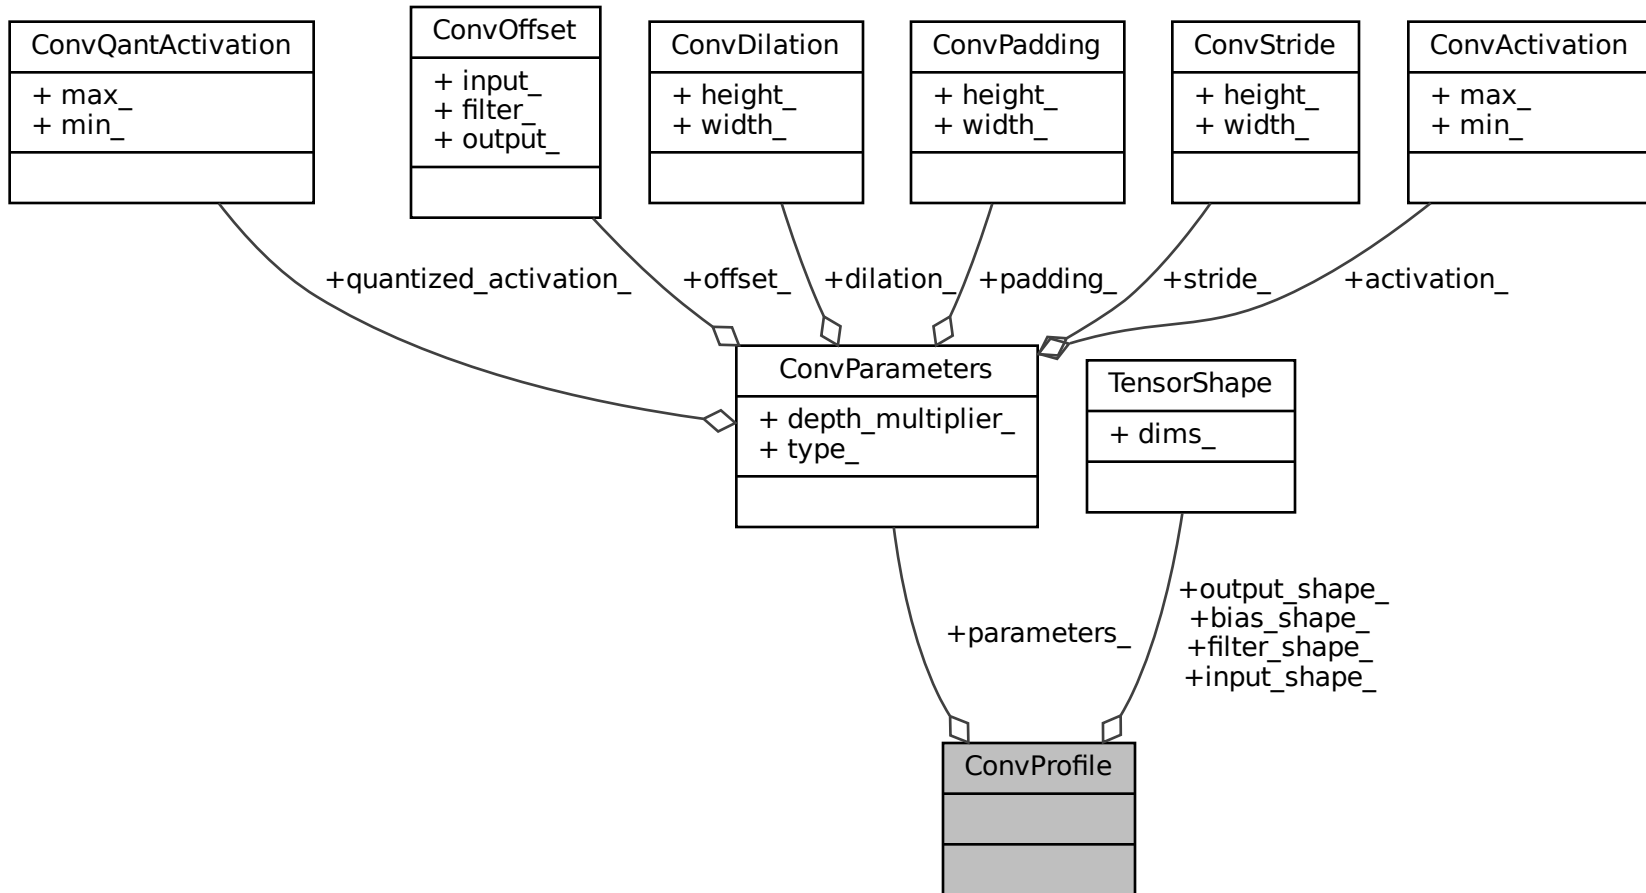 ConvQantActivation
+ max_
+ min_
ConvOffset
+ input_
+ filter_
+ output_
ConvDilation
+ height_
+ width_
ConvPadding
+ height_
+ width_
ConvStride
+ height_
+ width_
ConvActivation
+ max_
+ min_
+quantized_activation_
+offset_
+dilation_
+padding_
+stride_
+activation_
ConvParameters
+ depth_multiplier_
+ type_
TensorShape
+ dims_
+parameters_
+output_shape_
+bias_shape_
+filter_shape_
+input_shape_
ConvProfile